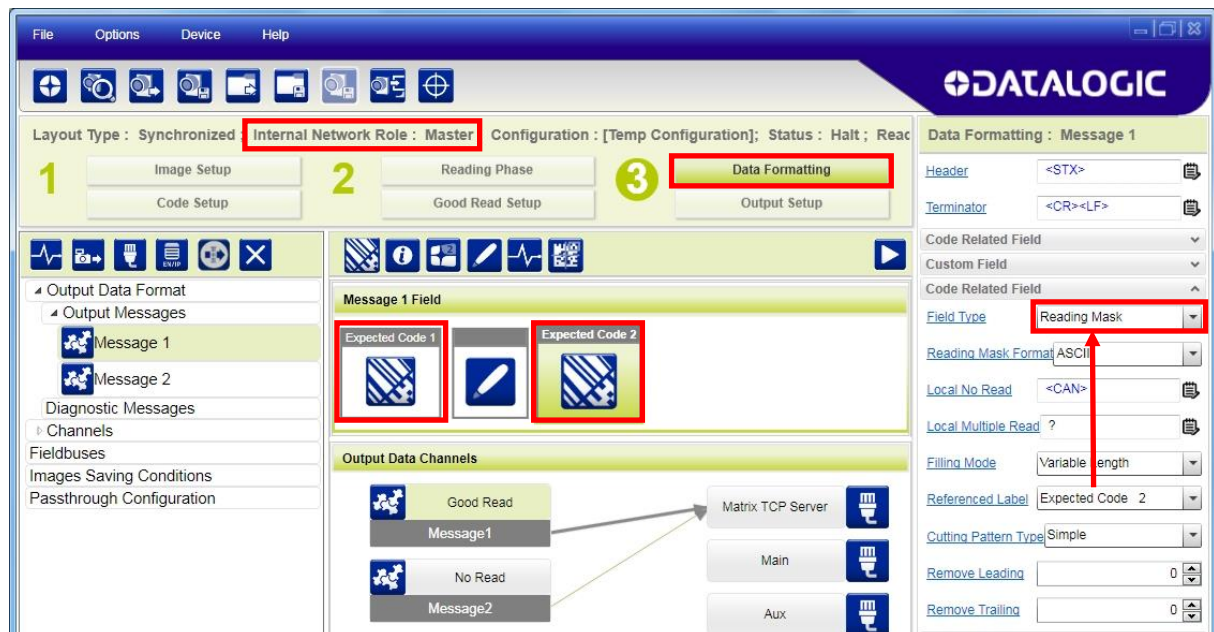 File Options Device Help
DATALOGIC
Layout Type : Synchronized ; Internal Network Role : Master Configuration : [Temp Configuration]; Status : Halt ; Reac
1 Image Setup 2 Reading Phase 3 Data Formatting
Code Setup Good Read Setup Output Setup
EN/IP
Output Data Format
Output Messages
Message 1
Message 2
Diagnostic Messages
Channels
Fieldbuses
Images Saving Conditions
Passthrough Configuration
Message 1 Field
Expected Code 1 Expected Code 2
Output Data Channels
Good Read
Message1
No Read
Message2
Matrix TCP Server
Main
Aux
Data Formatting : Message 1
Header <STX>
Terminator <CR><LF>
Code Related Field
Custom Field
Code Related Field
Field Type Reading Mask
Reading Mask Format ASCII
Local No Read <CAN>
Local Multiple Read ?
Filling Mode Variable Length
Referenced Label Expected Code 2
Cutting Pattern Type Simple
Remove Leading 0
Remove Trailing 0